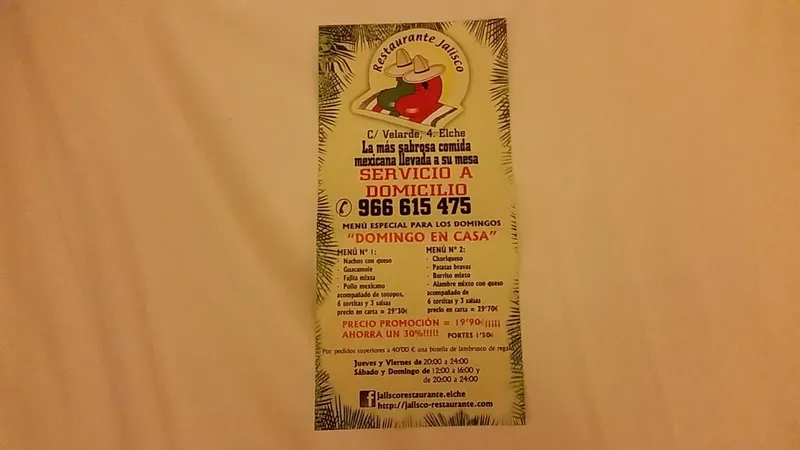 Restaurante Jalisco
C/ Velarde, 4. Elche
La más sabrosa comida
mexicana llevada a su mesa
SERVICIO A
DOMICILIO
966 615 475
MENÚ ESPECIAL PARA LOS DOMINGOS
"DOMINGO EN CASA"
MENÚ Nº 1:
- Nachos con queso
- Guacamole
- Fajita mixta
- Pollo mexicano
acompañado de totopos,
6 tortitas y 3 salsas
precio en carta = 29'30€
MENÚ Nº 2:
- Choriqueso
- Patatas bravas
- Burrito mixto
- Alambre mixto con queso
acompañado de
6 tortitas y 3 salsas
precio en carta = 29'70€
PRECIO PROMOCIÓN = 19'90€¡¡¡¡¡
AHORRA UN 30%!!!!! PORTES 1'50€
Por pedidos superiores a 40'00 € una botella de lambrusco de regalo
Jueves y Viernes de 20:00 a 24:00
Sábado y Domingo de 12:00 a 16:00 y
de 20:00 a 24:00
f jaliscorestaurante.elche
http://jalisco-restaurante.com